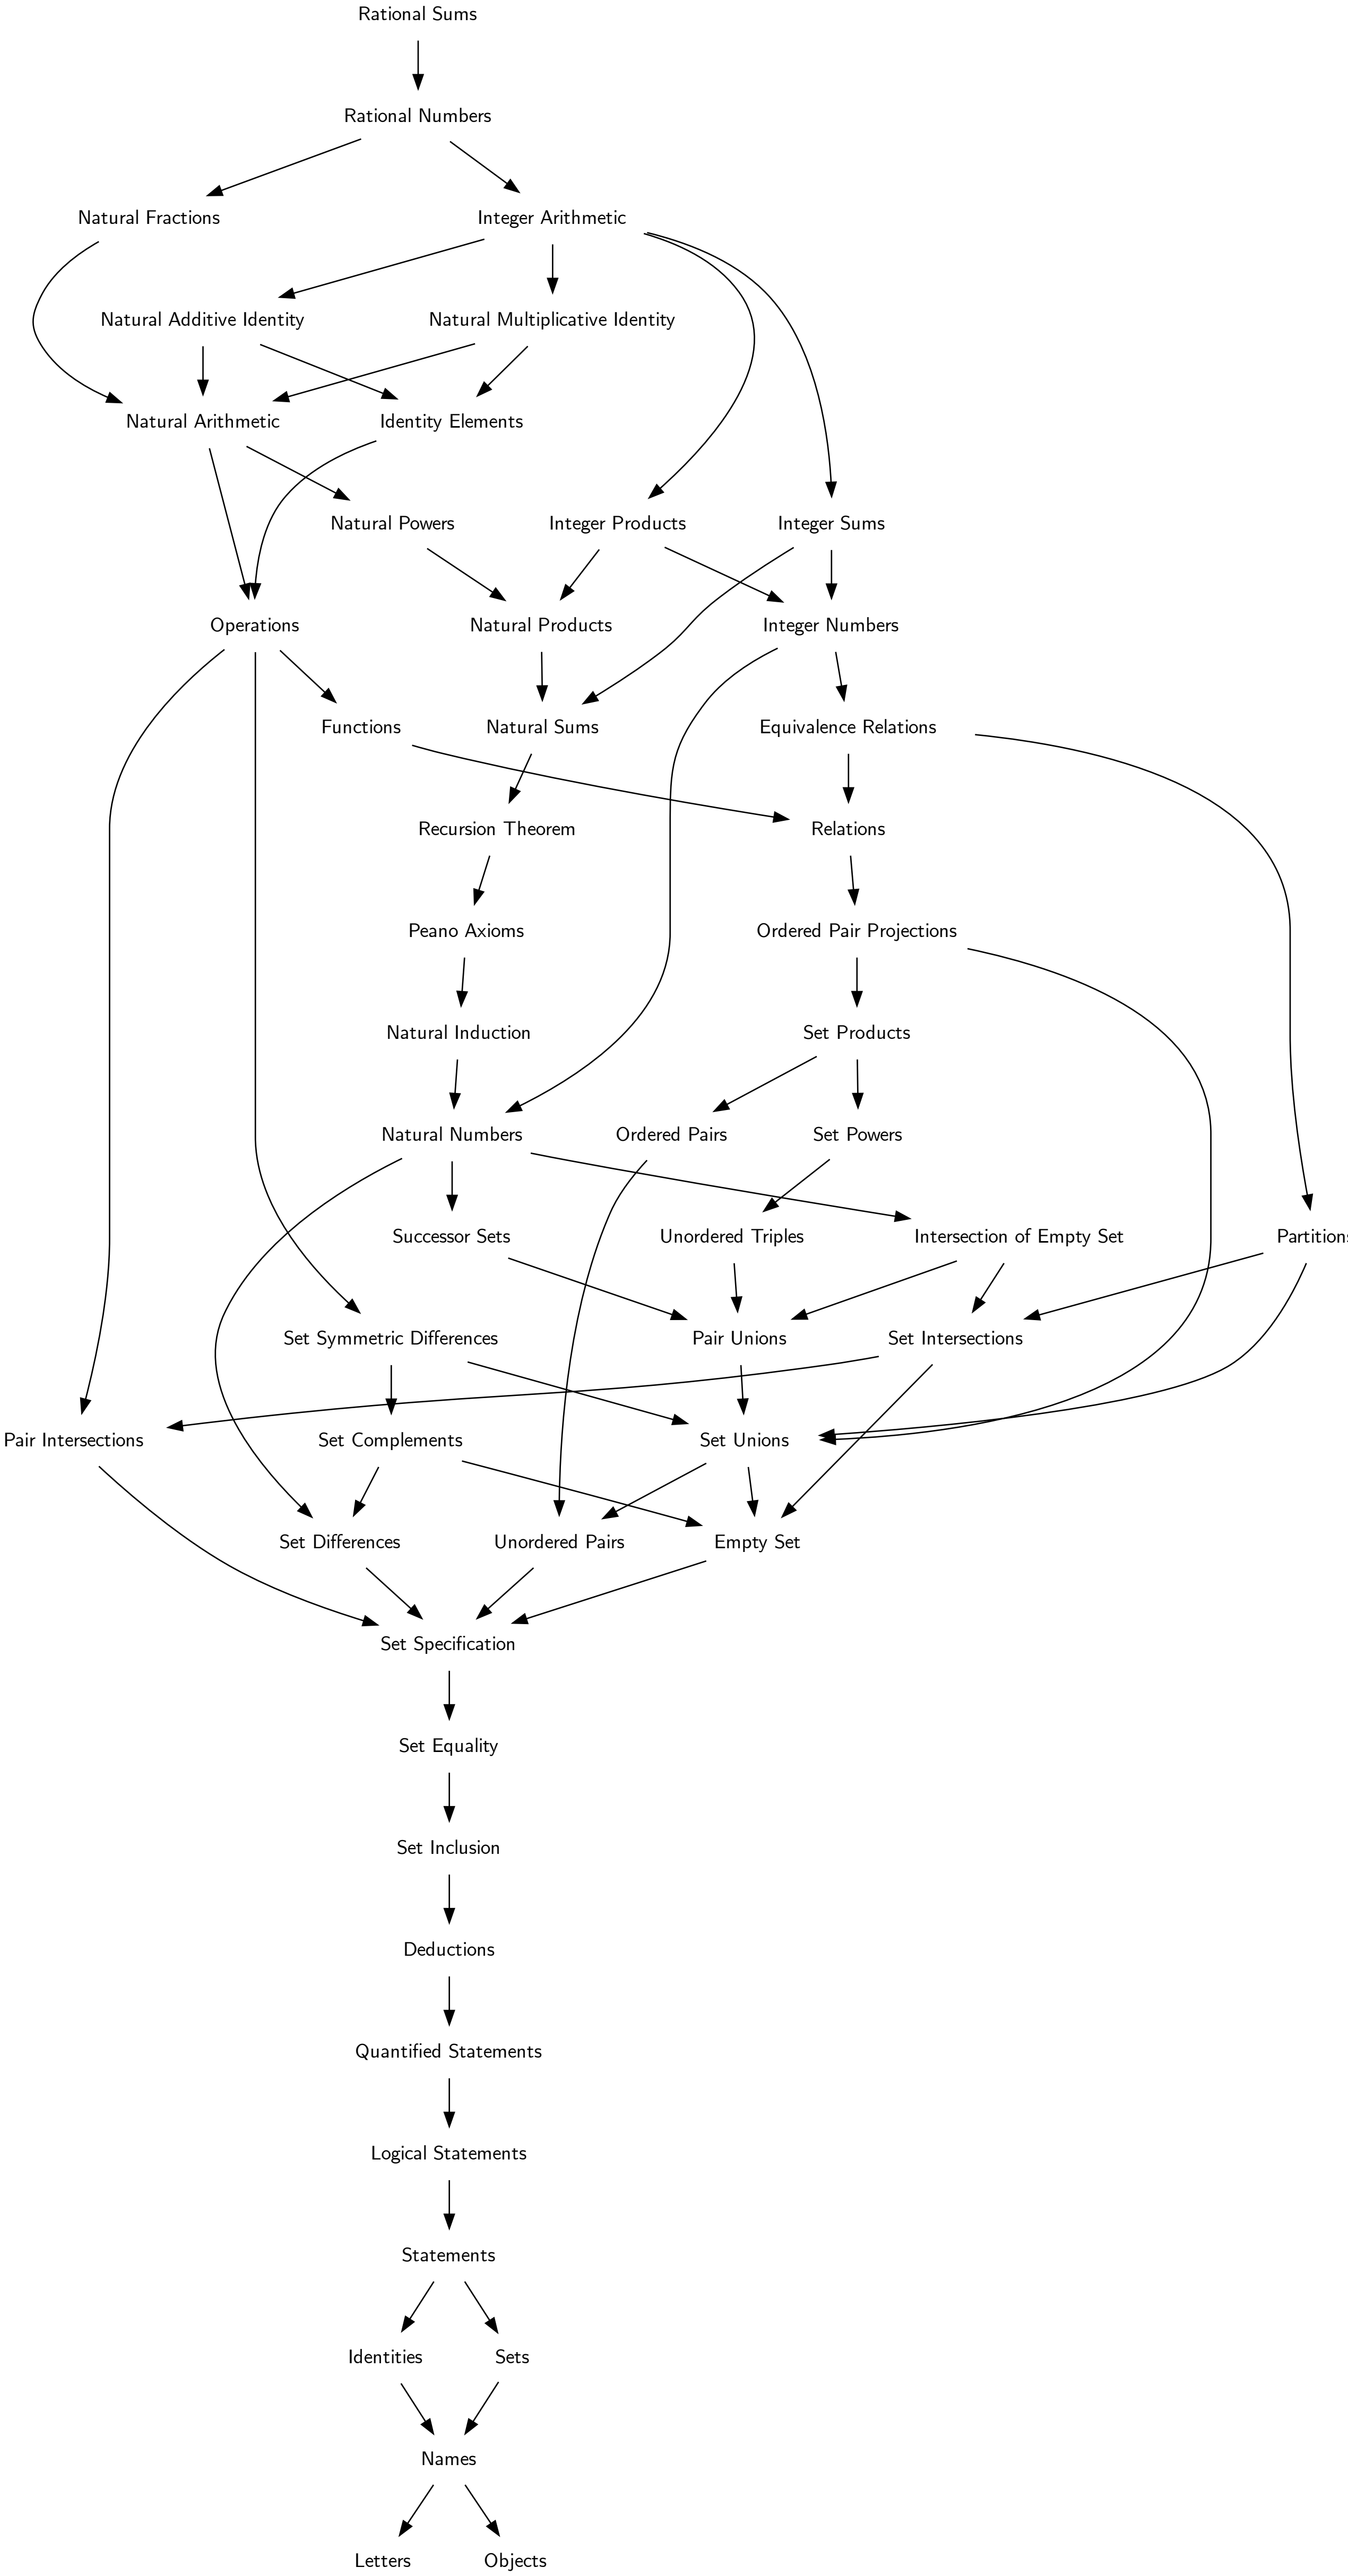 Rational Sums
Rational Numbers
Natural Fractions
Integer Arithmetic
Natural Additive Identity
Natural Multiplicative Identity
Natural Arithmetic
Identity Elements
Natural Powers
Integer Products
Integer Sums
Operations
Natural Products
Integer Numbers
Functions
Natural Sums
Equivalence Relations
Recursion Theorem
Relations
Peano Axioms
Ordered Pair Projections
Natural Induction
Set Products
Natural Numbers
Ordered Pairs
Set Powers
Successor Sets
Unordered Triples
Intersection of Empty Set
Partitions
Set Symmetric Differences
Pair Unions
Set Intersections
Pair Intersections
Set Complements
Set Unions
Set Differences
Unordered Pairs
Empty Set
Set Specification
Set Equality
Set Inclusion
Deductions
Quantified Statements
Logical Statements
Statements
Identities
Sets
Names
Letters
Objects